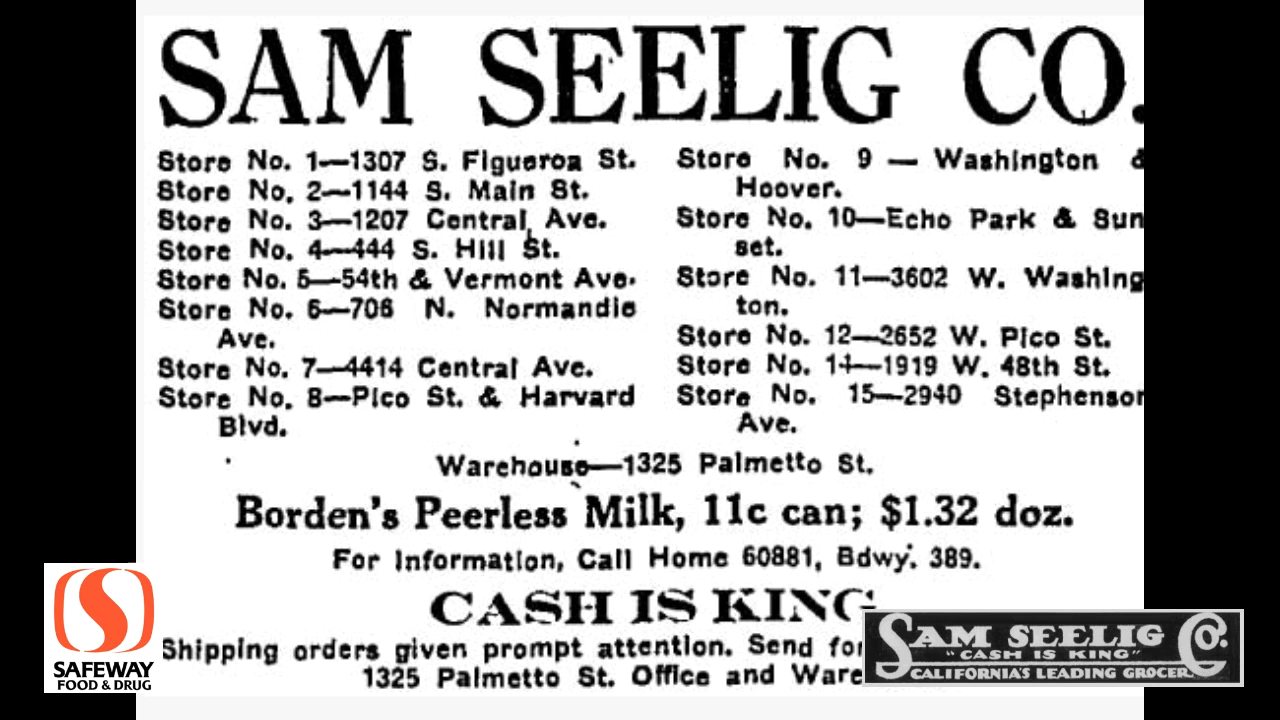 SAM SEELIG CO.
Store No. 1—1307 S. Figueroa St.
Store No. 2—1144 S. Main St.
Store No. 3—1207 Central Ave.
Store No. 4—444 S. Hill St.
Store No. 5—54th & Vermont Ave.
Store No. 6—706 N. Normandie
Ave.
Store No. 7—4414 Central Ave.
Store No. 8—Pico St. & Harvard
Blvd.
Store No. 9 — Washington &
Hoover.
Store No. 10—Echo Park & Sun
set.
Store No. 11—3602 W. Washing
ton.
Store No. 12—2652 W. Pico St.
Store No. 14—1919 W. 48th St.
Store No. 15—2940 Stephenson
Ave.
Warehouse—1325 Palmetto St.
Borden's Peerless Milk, 11c can; $1.32 doz.
For Information, Call Home 60881, Bdwy. 389.
CASH IS KING
Shipping orders given prompt attention. Send for
1325 Palmetto St. Office and Ware
SAFEWAY
FOOD & DRUG
SAM SEELIG CO.
"CASH IS KING"
CALIFORNIA'S LEADING GROCER.